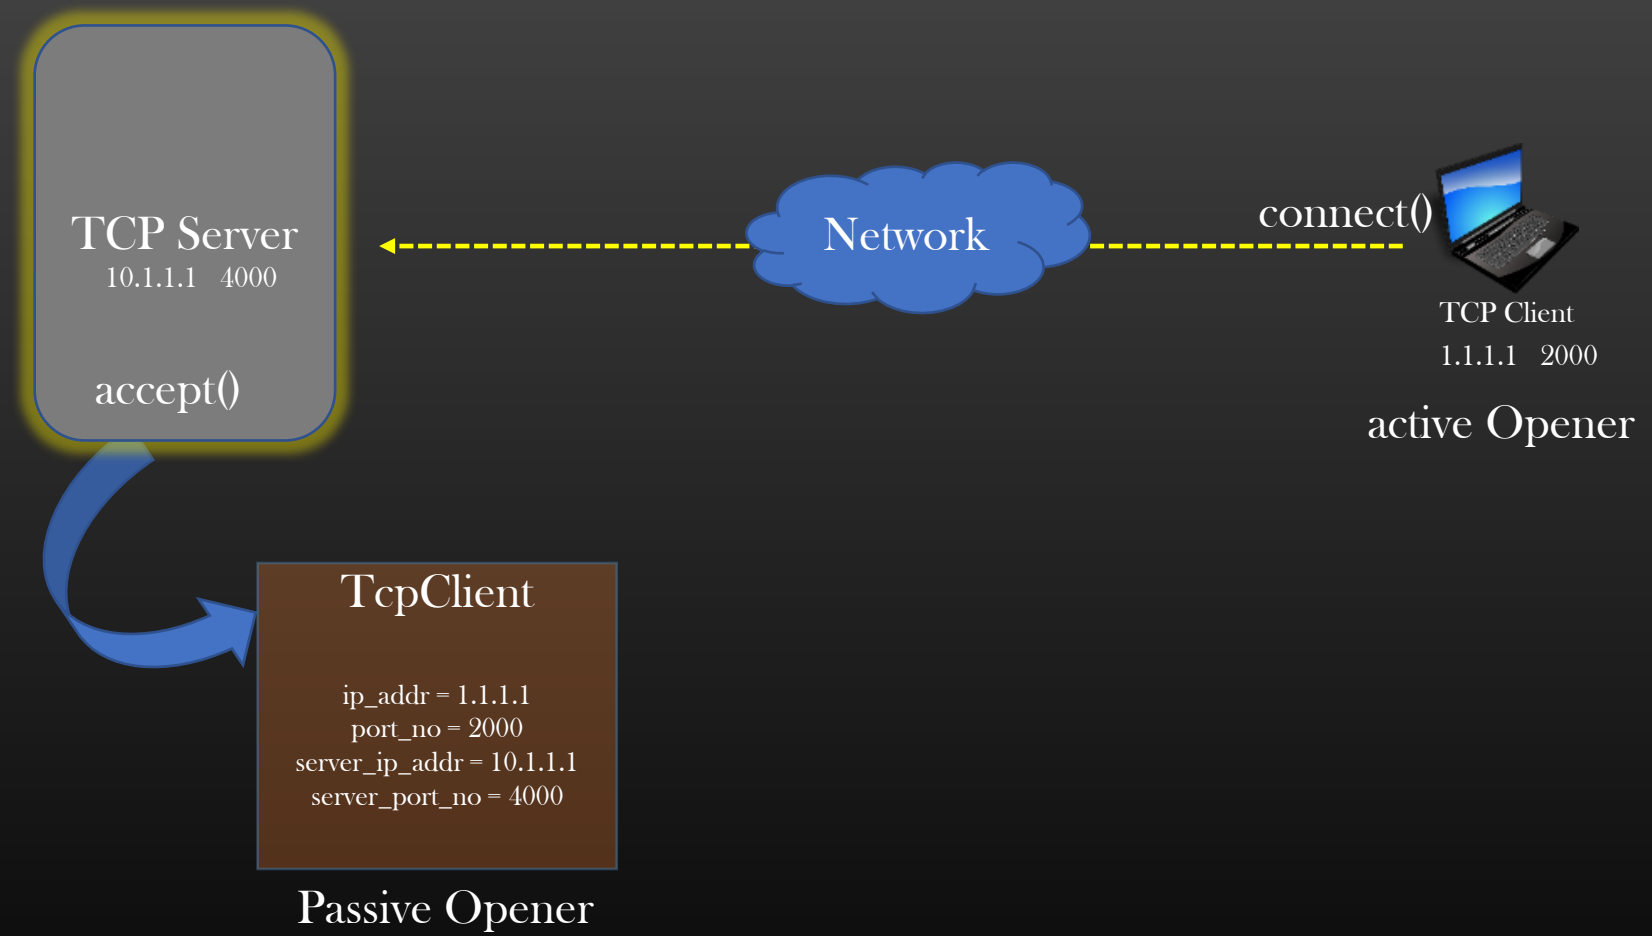 TCP Server
10.1.1.1 4000
accept()
Network
connect()
TCP Client
1.1.1.1 2000
active Opener
TcpClient
ip_addr = 1.1.1.1
port_no = 2000
server_ip_addr = 10.1.1.1
server_port_no = 4000
Passive Opener